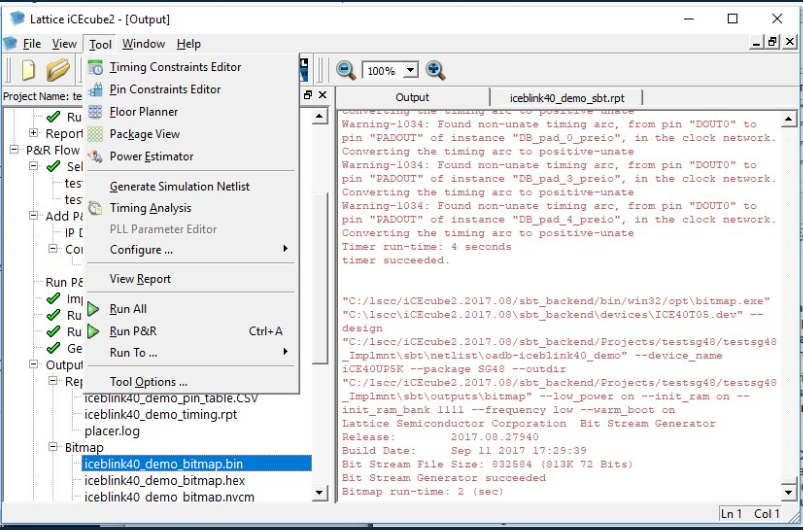 Lattice iCEcube2 - [Output]
File View Tool Window Help
100%
Project Name: te
Ru
Report
P&R Flow
Sel
tes
tes
Add P&
IP D
Co
Run P&
Imp
Ru
Ru
Ge
Outpu
Rep
iceblink40_demo_pin_table.CSV
iceblink40_demo_timing.rpt
placer.log
Bitmap
iceblink40_demo_bitmap.bin
iceblink40_demo_bitmap.hex
iceblink40_demo_bitmap.nvcm
Timing Constraints Editor
Pin Constraints Editor
Floor Planner
Package View
Power Estimator
Generate Simulation Netlist
Timing Analysis
PLL Parameter Editor
Configure ...
View Report
Run All
Run P&R Ctrl+A
Run To ...
Tool Options ...
Output iceblink40_demo_sbt.rpt
Converting the timing arc to positive-unate
Warning-1034: Found non-unate timing arc, from pin "DOUT0" to
pin "PADOUT" of instance "DB_pad_0_preio", in the clock network.
Converting the timing arc to positive-unate
Warning-1034: Found non-unate timing arc, from pin "DOUT0" to
pin "PADOUT" of instance "DB_pad_3_preio", in the clock network.
Converting the timing arc to positive-unate
Warning-1034: Found non-unate timing arc, from pin "DOUT0" to
pin "PADOUT" of instance "DB_pad_4_preio", in the clock network.
Converting the timing arc to positive-unate
Timer run-time: 4 seconds
timer succeeded.
"C:/lscc/iCEcube2.2017.08/sbt_backend/bin/win32/opt\bitmap.exe"
"C:\lscc\iCEcube2.2017.08\sbt_backend\devices\ICE40T05.dev" --
design
"C:/lscc/iCEcube2.2017.08/sbt_backend/Projects/testsg48/testsg48
_Implmnt\sbt\netlist\oadb-iceblink40_demo" --device_name
iCE40UP5K --package SG48 --outdir
"C:/lscc/iCEcube2.2017.08/sbt_backend/Projects/testsg48/testsg48
_Implmnt\sbt\outputs\bitmap" --low_power on --init_ram on --
init_ram_bank 1111 --frequency low --warm_boot on
Lattice Semiconductor Corporation Bit Stream Generator
Release: 2017.08.27940
Build Date: Sep 11 2017 17:29:39
Bit Stream File Size: 832584 (813K 72 Bits)
Bit Stream Generator succeeded
Bitmap run-time: 2 (sec)
Ln 1 Col 1